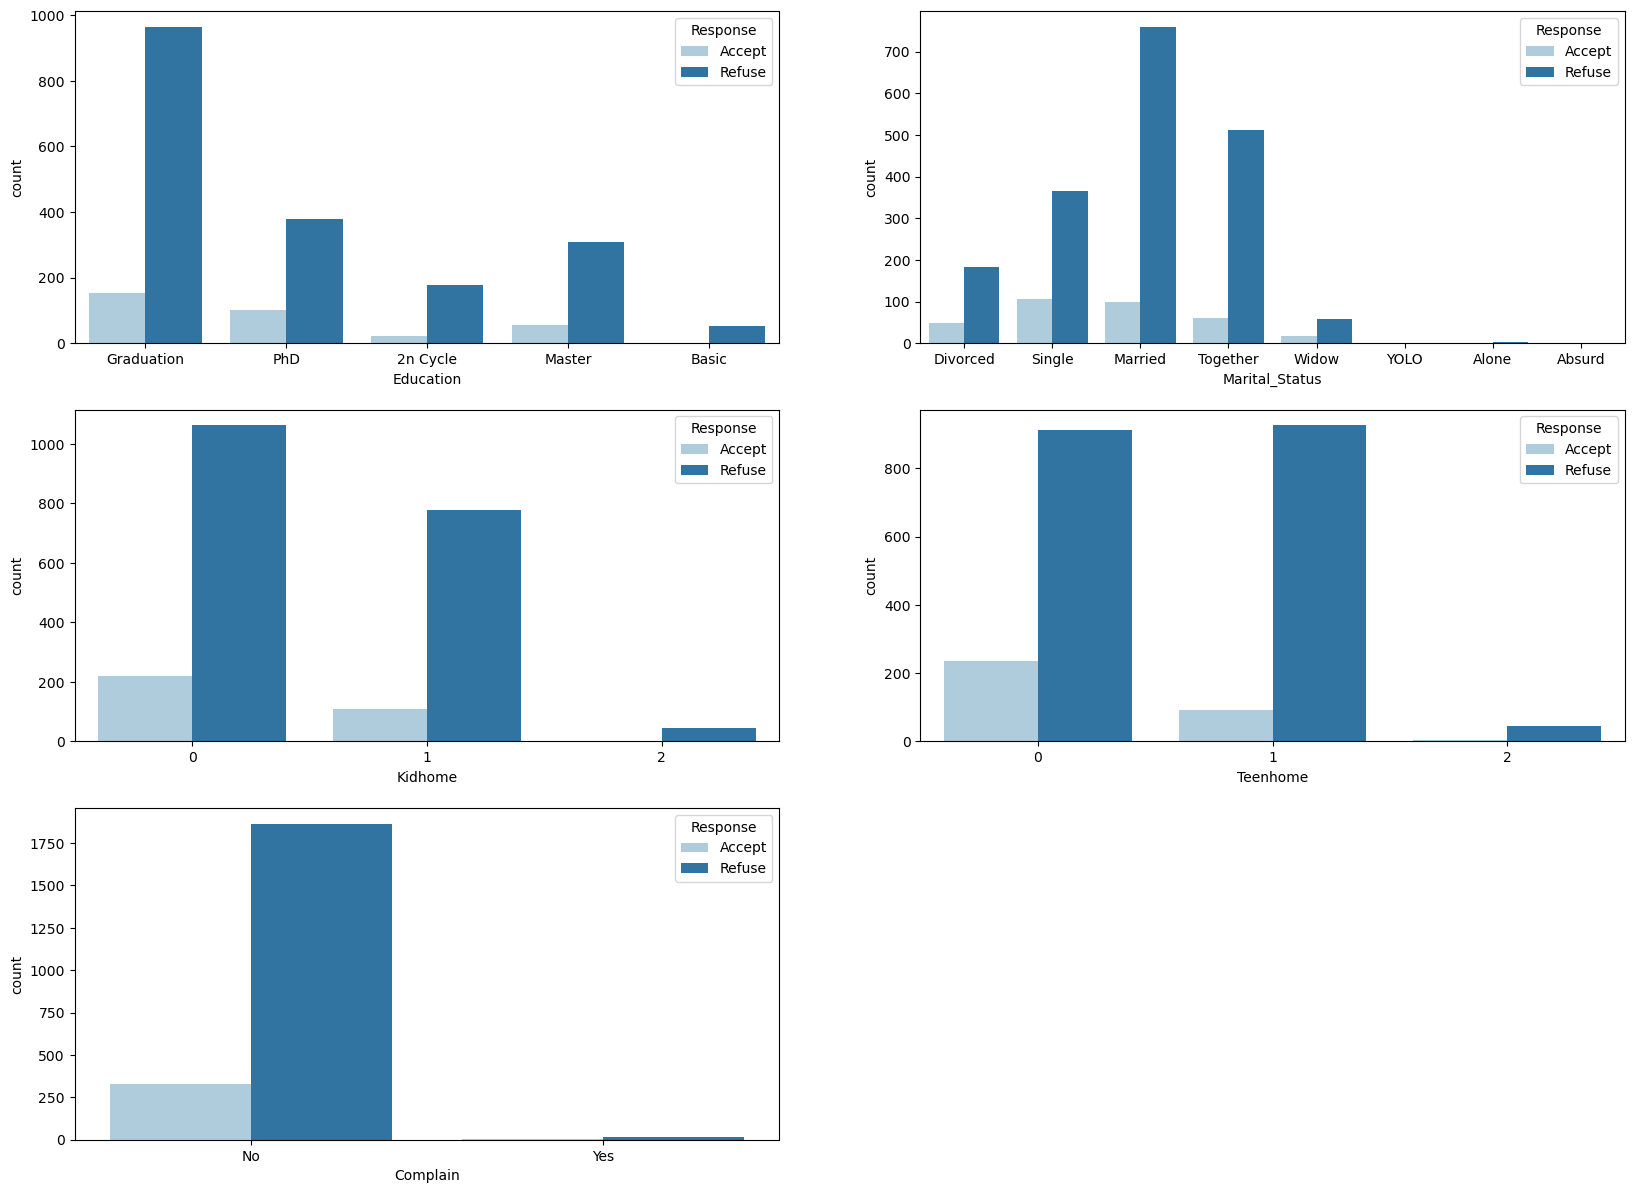 1000
800
600
400
200
0
count
Graduation PhD 2n Cycle Master Basic
Education
Response
Accept
Refuse
700
600
500
400
300
200
100
0
count
Divorced Single Married Together Widow YOLO Alone Absurd
Marital_Status
Response
Accept
Refuse
1000
800
600
400
200
0
count
0 1 2
Kidhome
Response
Accept
Refuse
800
600
400
200
0
count
0 1 2
Teenhome
Response
Accept
Refuse
1750
1500
1250
1000
750
500
250
0
count
No Yes
Complain
Response
Accept
Refuse